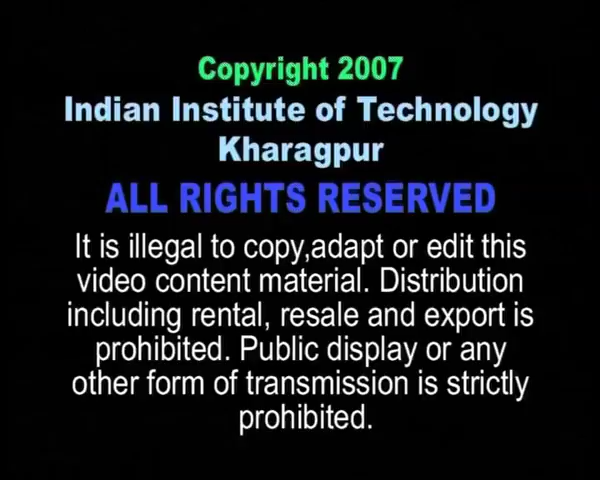 Copyright 2007
Indian Institute of Technology
Kharagpur
ALL RIGHTS RESERVED
It is illegal to copy,adapt or edit this
video content material. Distribution
including rental, resale and export is
prohibited. Public display or any
other form of transmission is strictly
prohibited.